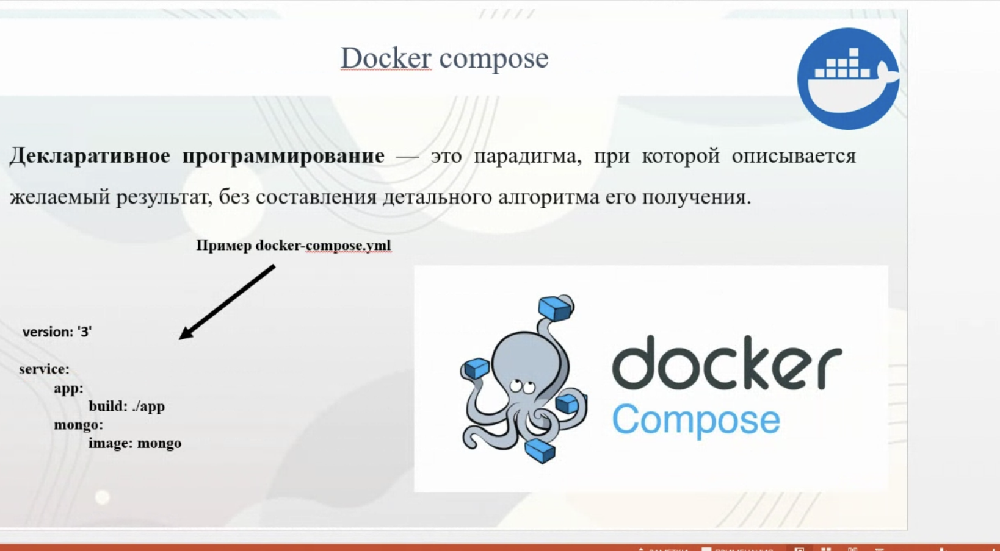 Docker compose
Декларативное программирование — это парадигма, при которой описывается
желаемый результат, без составления детального алгоритма его получения.
Пример docker-compose.yml
version: '3'
service:
app:
build: ./app
mongo:
image: mongo
docker
Compose